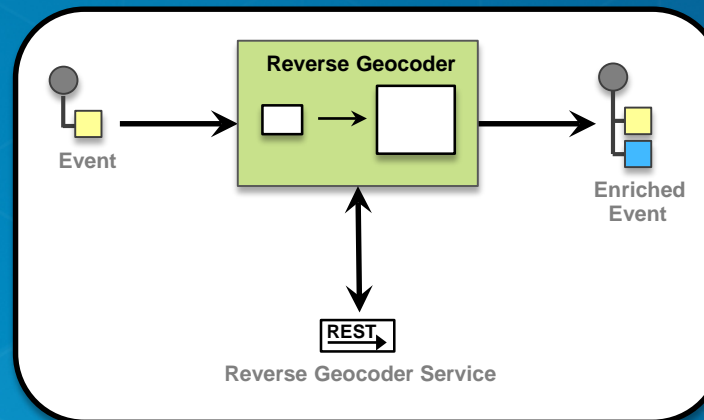 Reverse Geocoder
Event
Enriched
Event
REST
Reverse Geocoder Service